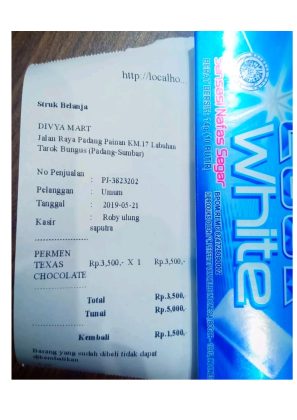 http://localho...
Struk Belanja
DIVYA MART
Jalan Raya Padang Painan KM.17 Labuhan
Tarok Bungus (Padang-Sumbar)
No Penjualan : PJ-3823202
Pelanggan : Umum
Tanggal : 2019-05-21
Kasir : Roby ulung
saputra
PERMEN
TEXAS Rp.3,500,- X 1 Rp.3,500,-
CHOCOLATE
Total Rp.3,500,-
Tunai Rp.5,000,-
Kembali Rp.1,500,-
Barang yang sudah dibeli tidak dapat
dikembalikan
Sensasi Nafas Segar
White